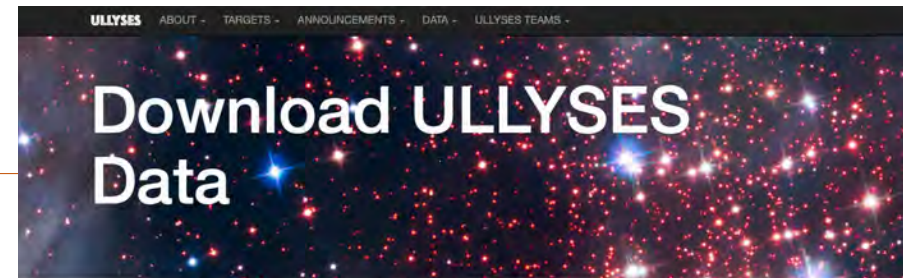 ULLYSES ABOUT TARGETS ANNOUNCEMENTS DATA ULLYSES TEAMS
Download ULLYSES
Data